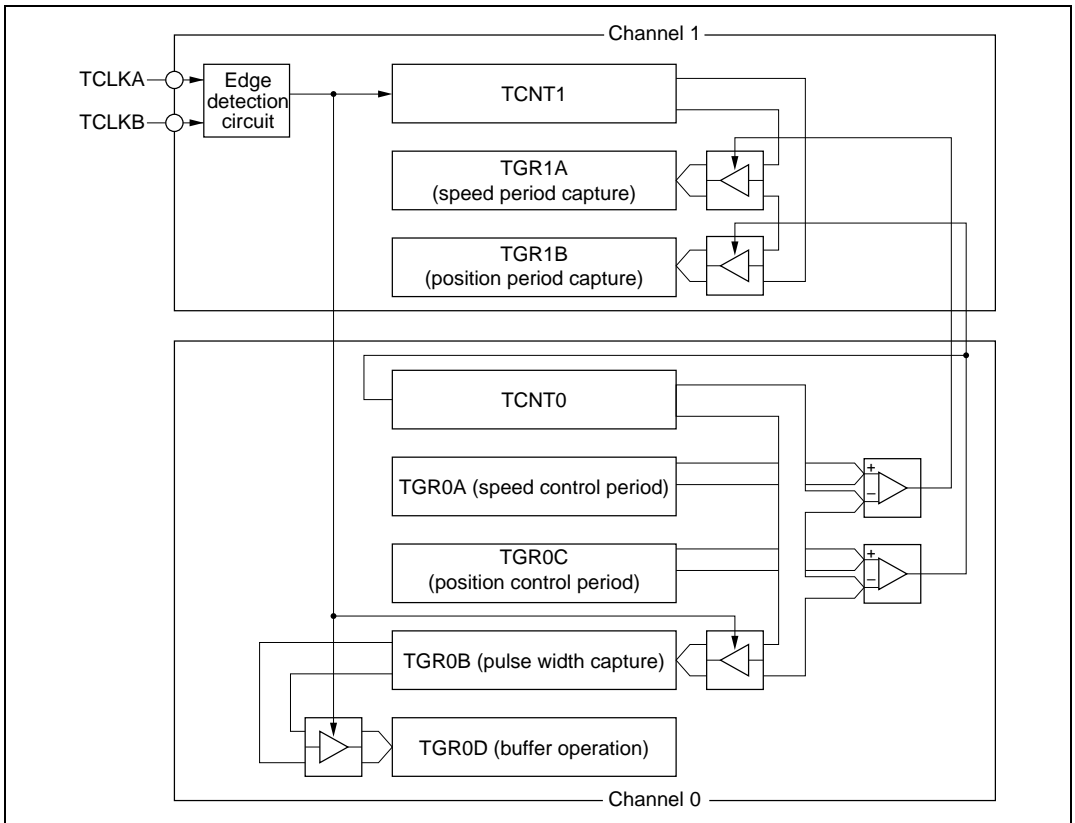 Channel 1
TCLKA
TCLKB
Edge
detection
circuit
TCNT1
TGR1A
(speed period capture)
TGR1B
(position period capture)
TCNT0
TGR0A (speed control period)
+
−
TGR0C
(position control period)
+
−
TGR0B (pulse width capture)
TGR0D (buffer operation)
Channel 0